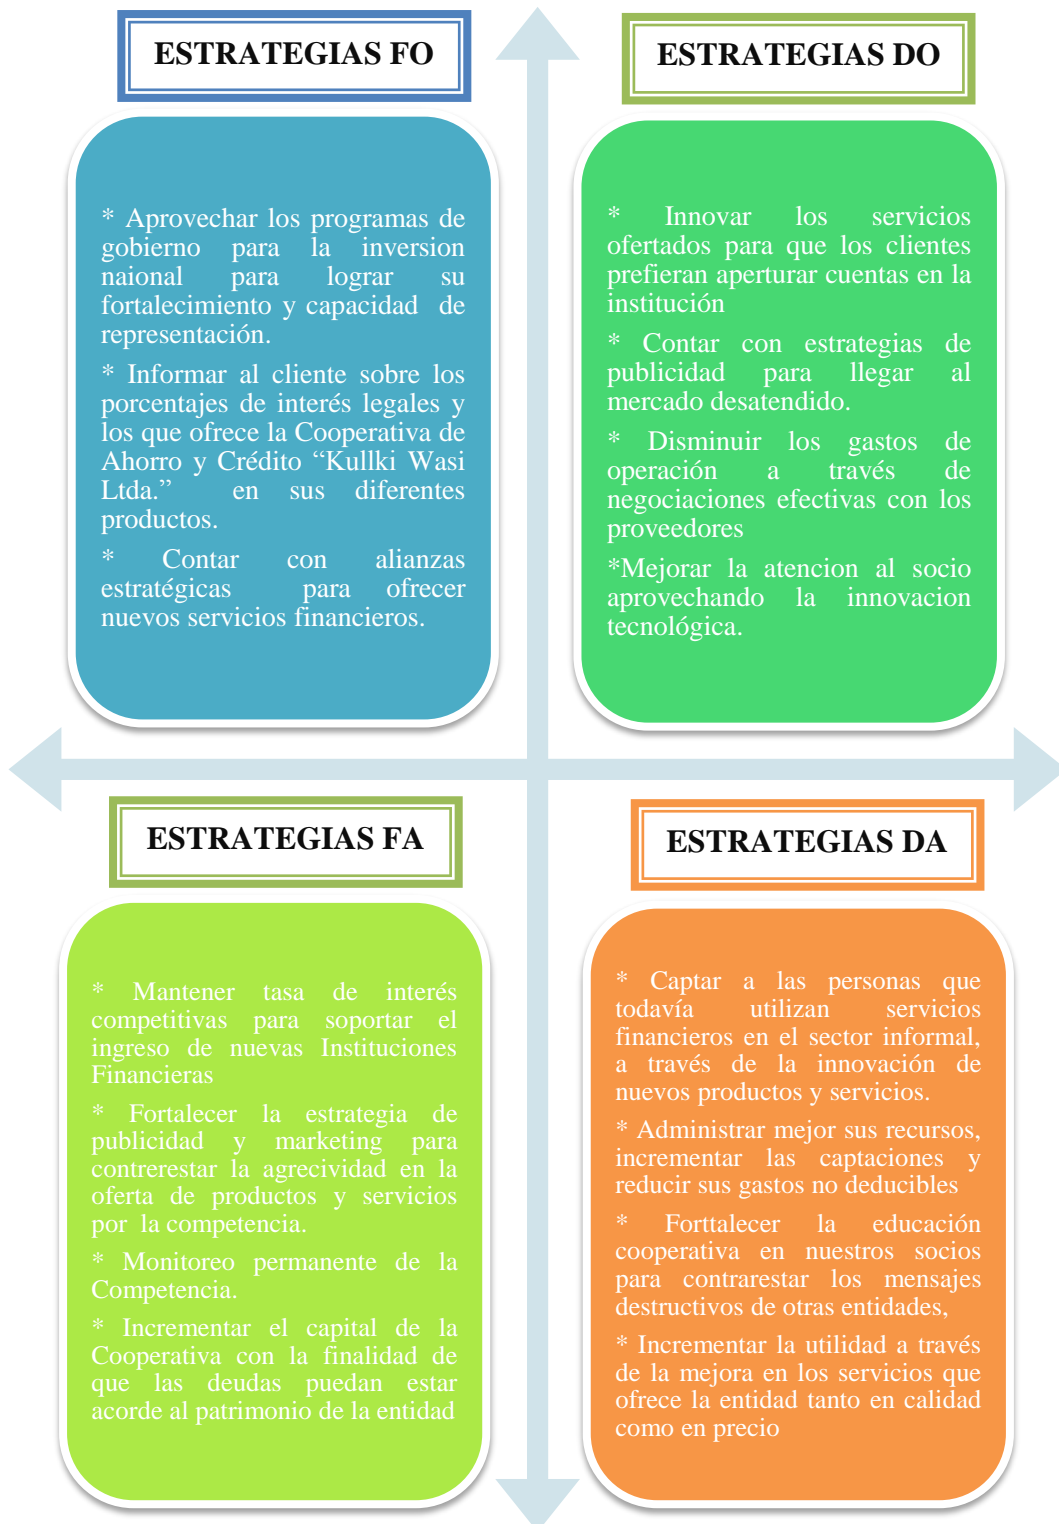 ESTRATEGIAS FO
* Aprovechar los programas de
gobierno para la inversion
naional para lograr su
fortalecimiento y capacidad de
representación.
* Informar al cliente sobre los
porcentajes de interés legales y
los que ofrece la Cooperativa de
Ahorro y Crédito “Kullki Wasi
Ltda.” en sus diferentes
productos.
* Contar con alianzas
estratégicas para ofrecer
nuevos servicios financieros.
ESTRATEGIAS DO
* Innovar los servicios
ofertados para que los clientes
prefieran aperturar cuentas en la
institución
* Contar con estrategias de
publicidad para llegar al
mercado desatendido.
* Disminuir los gastos de
operación a través de
negociaciones efectivas con los
proveedores
*Mejorar la atencion al socio
aprovechando la innovacion
tecnológica.
ESTRATEGIAS FA
* Mantener tasa de interés
competitivas para soportar el
ingreso de nuevas Instituciones
Financieras
* Fortalecer la estrategia de
publicidad y marketing para
contrerestar la agrecividad en la
oferta de productos y servicios
por la competencia.
* Monitoreo permanente de la
Competencia.
* Incrementar el capital de la
Cooperativa con la finalidad de
que las deudas puedan estar
acorde al patrimonio de la entidad
ESTRATEGIAS DA
* Captar a las personas que
todavía utilizan servicios
financieros en el sector informal,
a través de la innovación de
nuevos productos y servicios.
* Administrar mejor sus recursos,
incrementar las captaciones y
reducir sus gastos no deducibles
* Forttalecer la educación
cooperativa en nuestros socios
para contrarestar los mensajes
destructivos de otras entidades,
* Incrementar la utilidad a través
de la mejora en los servicios que
ofrece la entidad tanto en calidad
como en precio